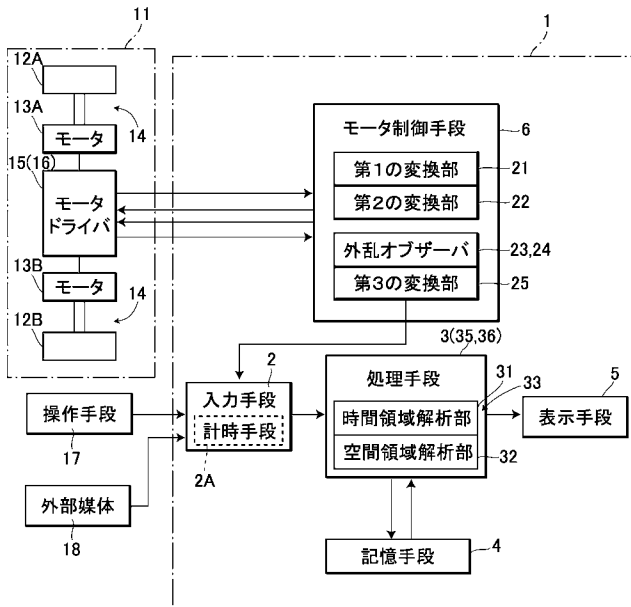 11
1
12A
13A
モータ
14
15(16)
モータ
ドライバ
13B
モータ
12B
14
モータ制御手段
6
第1の変換部
21
第2の変換部
22
外乱オブザーバ
23,24
第3の変換部
25
操作手段
17
外部媒体
18
2
入力手段
計時手段
2A
3(35,36)
処理手段
31
33
時間領域解析部
空間領域解析部
32
5
表示手段
記憶手段
4